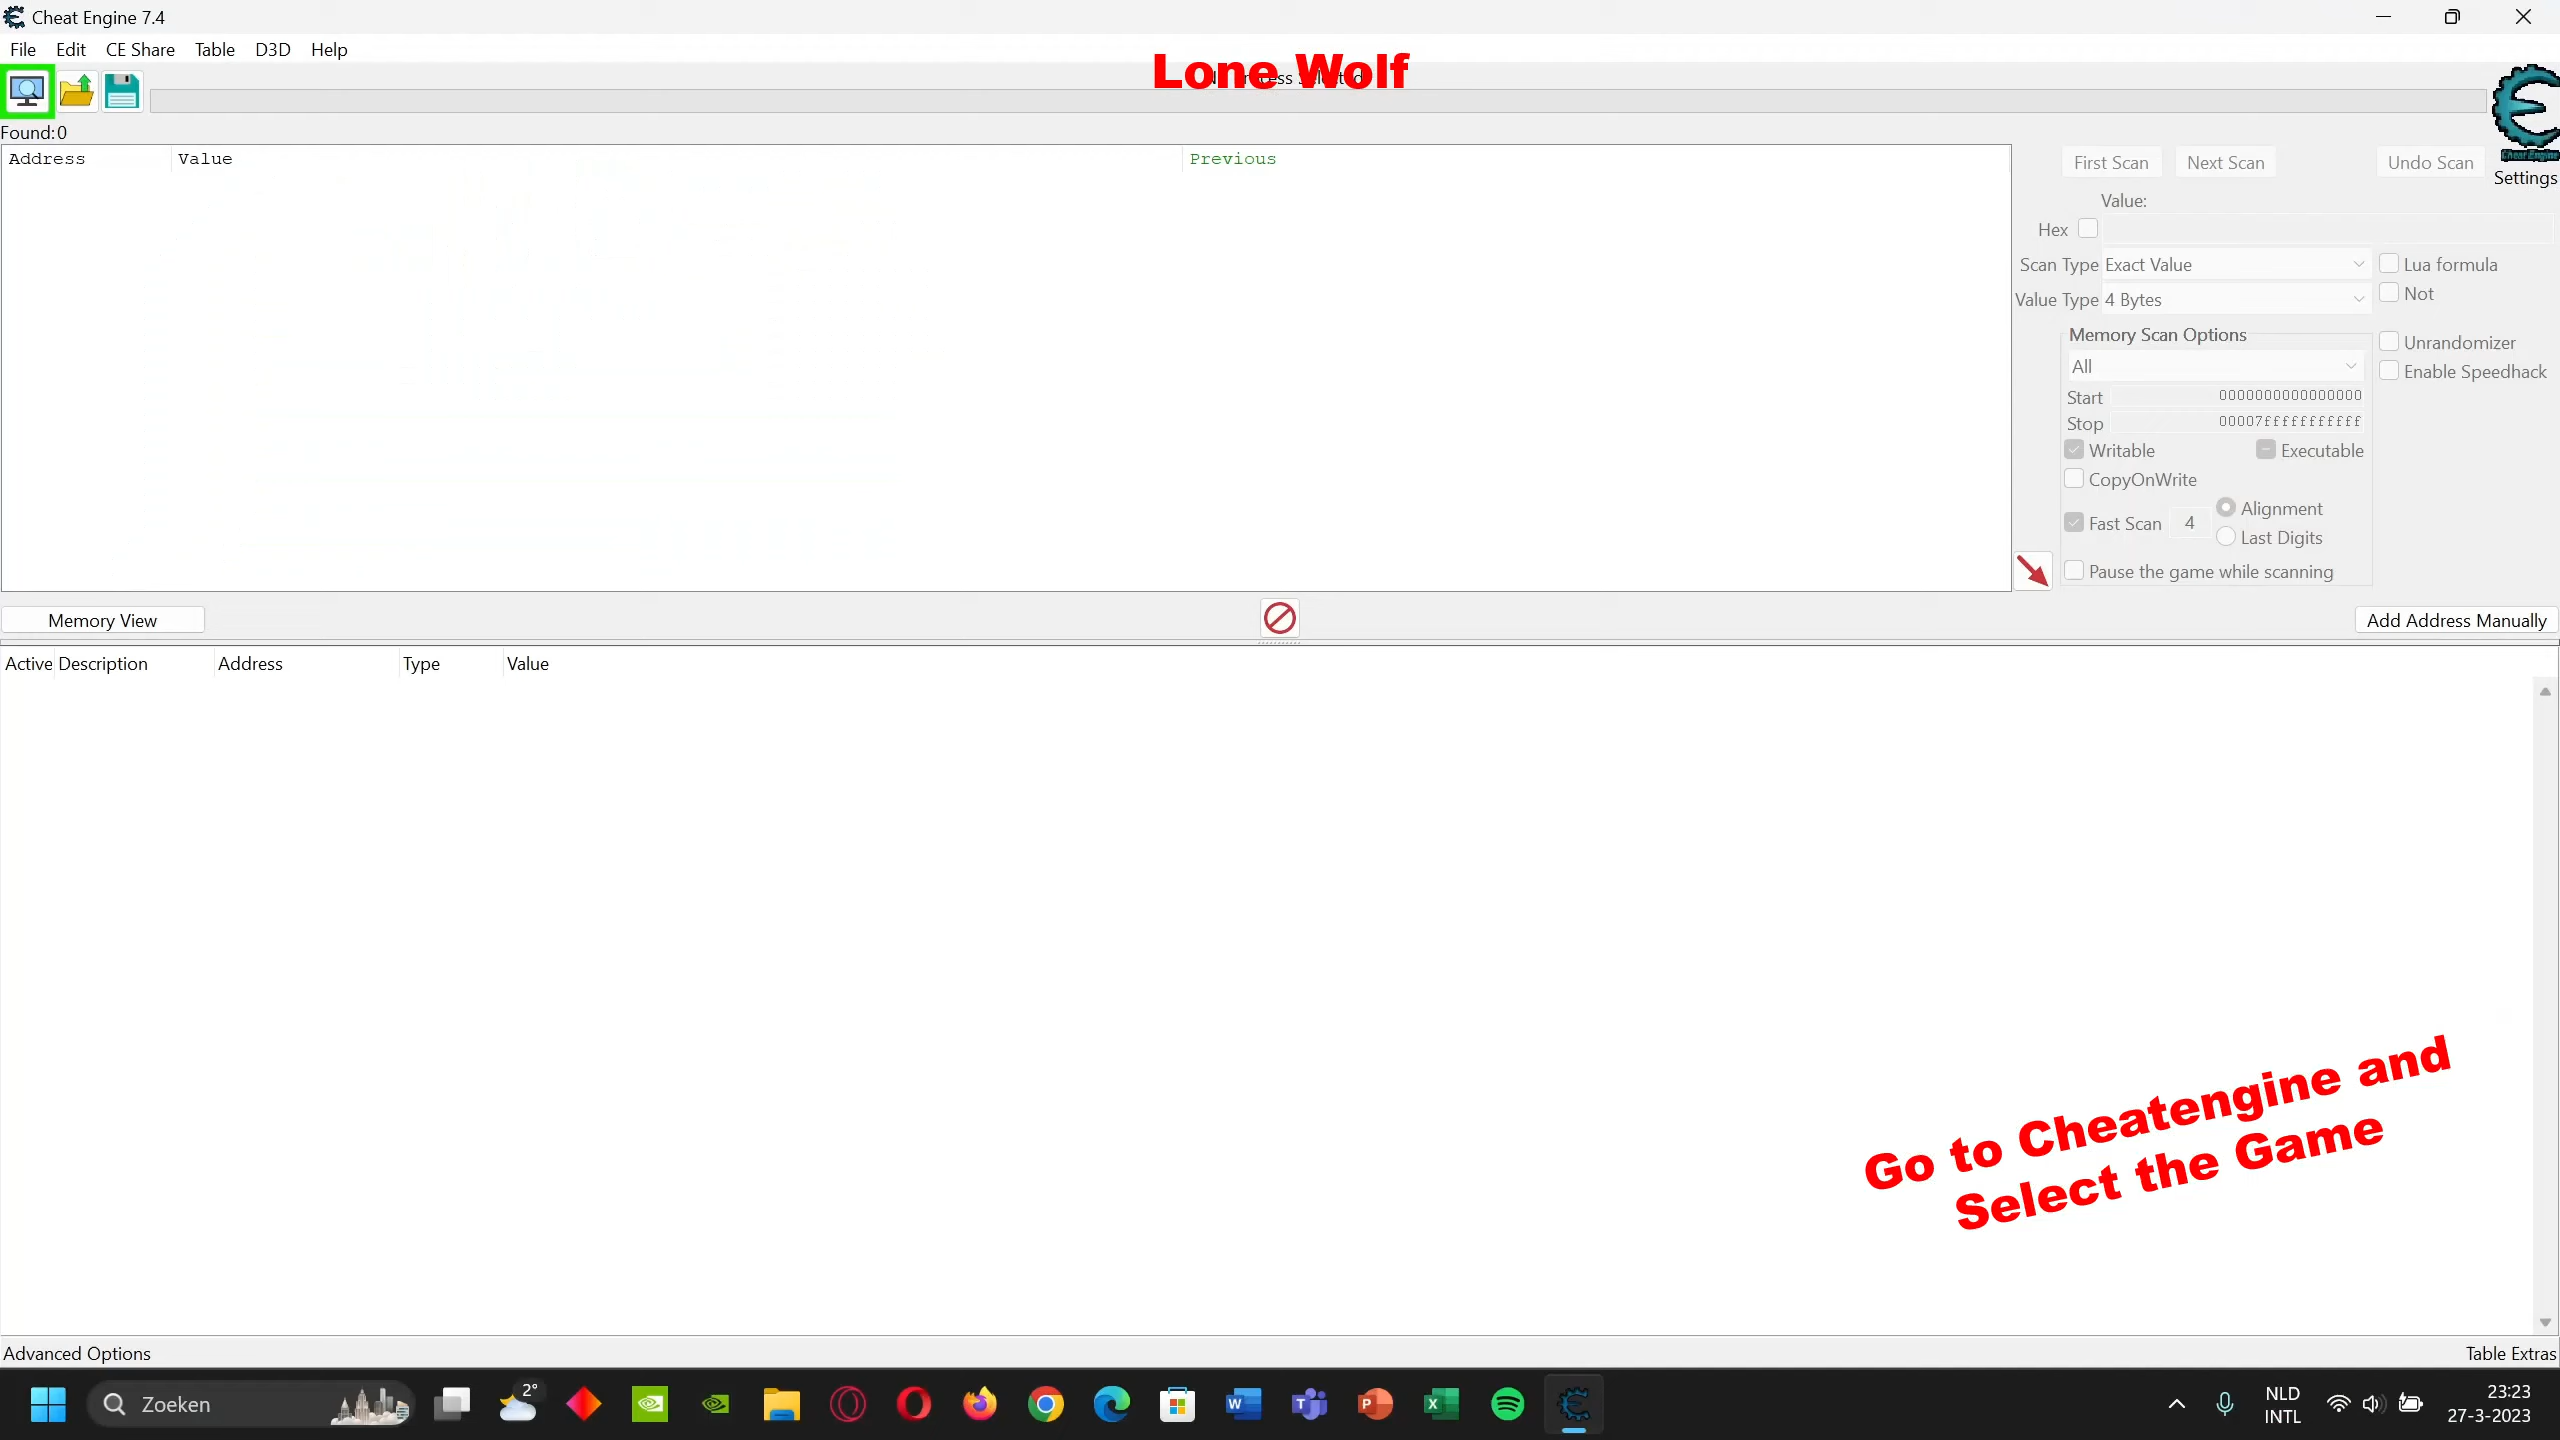 Cheat Engine 7.4
File Edit CE Share Table D3D Help
Lone Wolf
Found: 0
Address Value Previous
First Scan Next Scan Undo Scan
Cheat Engine
Settings
Value:
Hex
Scan Type Exact Value Lua formula
Value Type 4 Bytes Not
Memory Scan Options
Unrandomizer
All
Enable Speedhack
Start 0000000000000000
Stop 00007fffffffffff
Writable Executable
CopyOnWrite
Alignment
Fast Scan 4
Last Digits
Pause the game while scanning
Memory View Add Address Manually
Active Description Address Type Value
Go to Cheatengine and
Select the Game
Advanced Options Table Extras
2°
Zoeken
NLD
INTL
23:23
27-3-2023